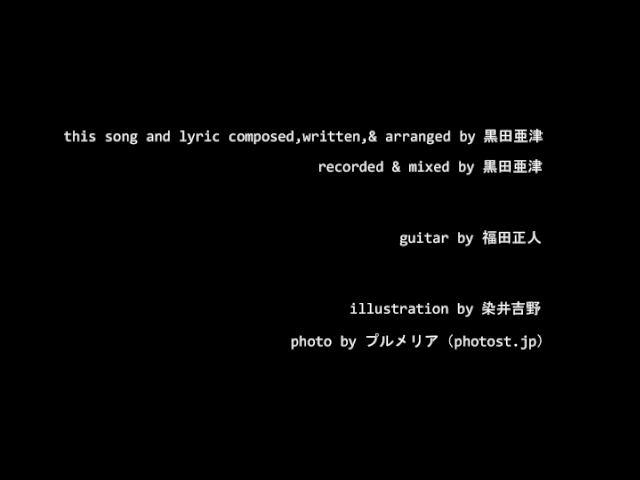 this song and lyric composed,written,& arranged by 黒田亜津
recorded & mixed by 黒田亜津
guitar by 福田正人
illustration by 染井吉野
photo by プルメリア（photost.jp）